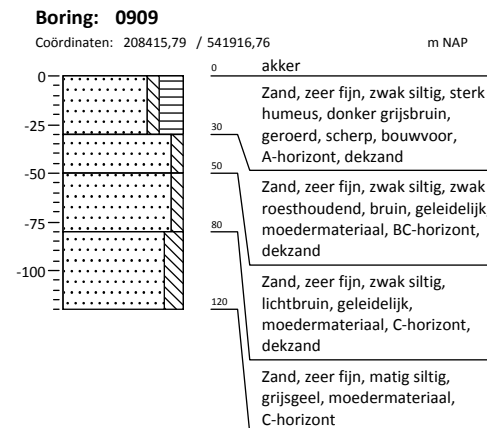 Boring: 0909
Coördinaten: 208415,79 / 541916,76 m NAP
0 0 akker
Zand, zeer fijn, zwak siltig, sterk
humeus, donker grijsbruin,
-25 30 geroerd, scherp, bouwvoor,
A-horizont, dekzand
-50 50 Zand, zeer fijn, zwak siltig, zwak
roesthoudend, bruin, geleidelijk,
-75 80 moedermateriaal, BC-horizont,
dekzand
-100 Zand, zeer fijn, zwak siltig,
120 lichtbruin, geleidelijk,
moedermateriaal, C-horizont,
dekzand
Zand, zeer fijn, matig siltig,
grijsgeel, moedermateriaal,
C-horizont